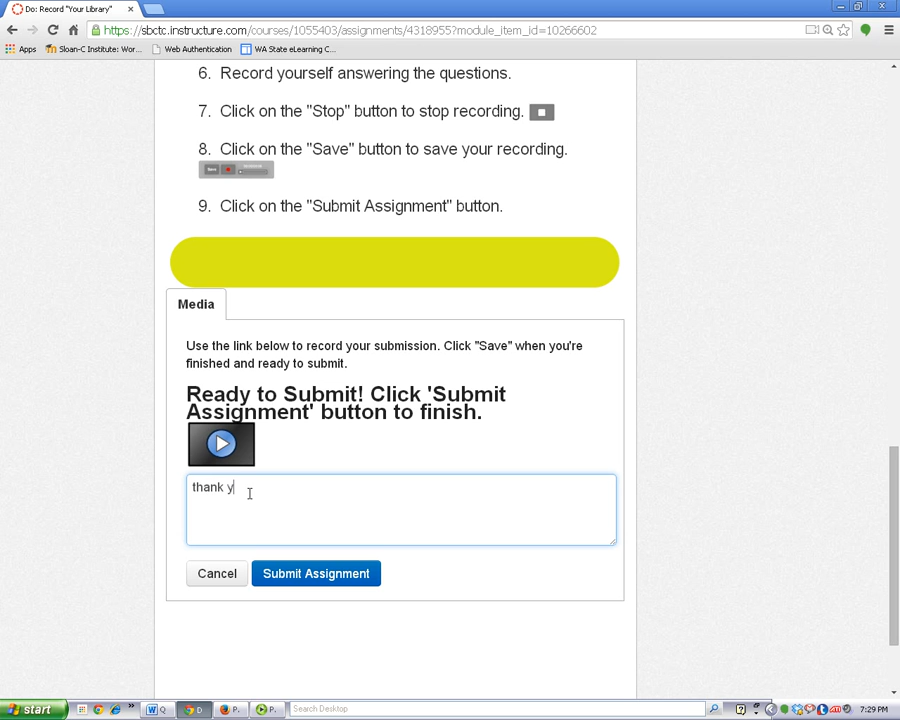 Do: Record "Your Library"
https://sbctc.instructure.com/courses/1055403/assignments/4318955?module_item_id=10266602
Apps
Sloan-C Institute: Wor...
Web Authentication
WA State eLearning C...
6. Record yourself answering the questions.
7. Click on the "Stop" button to stop recording.
8. Click on the "Save" button to save your recording.
Save
9. Click on the "Submit Assignment" button.
Media
Use the link below to record your submission. Click "Save" when you're
finished and ready to submit.
Ready to Submit! Click 'Submit
Assignment' button to finish.
thank y
Cancel
Submit Assignment
start
»
Q
D
P.
P.
Search Desktop
7:29 PM